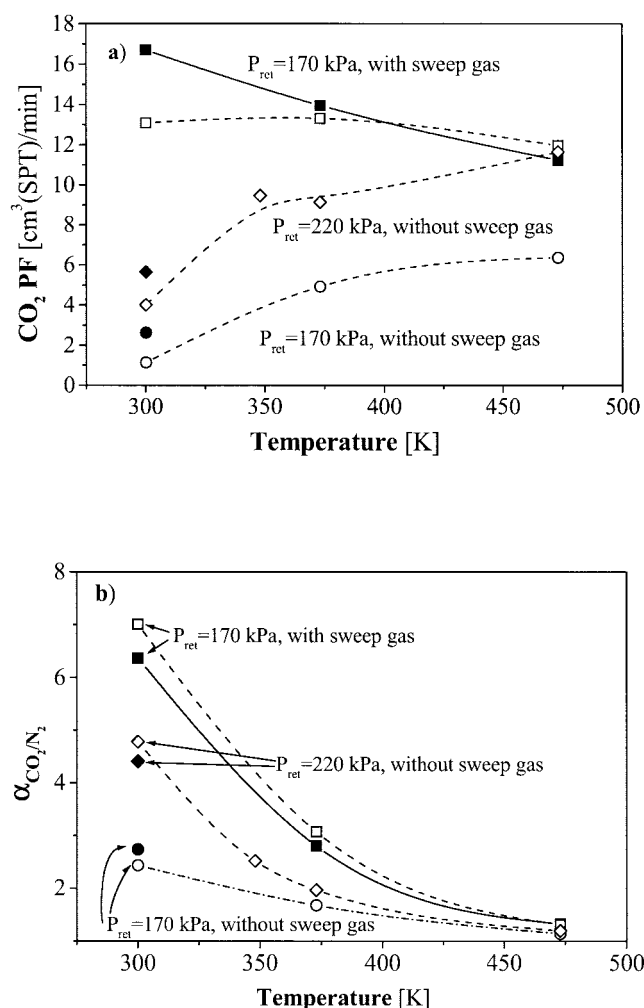 18
a)
P_ret=170 kPa, with sweep gas
16
14
12
10
8
P_ret=220 kPa, without sweep gas
6
4
P_ret=170 kPa, without sweep gas
2
0
CO₂ PF [cm³(SPT)/min]
300 350 400 450 500
Temperature [K]
8
b)
P_ret=170 kPa, with sweep gas
6
P_ret=220 kPa, without sweep gas
4
2
P_ret=170 kPa, without sweep gas
α_CO₂/N₂
300 350 400 450 500
Temperature [K]